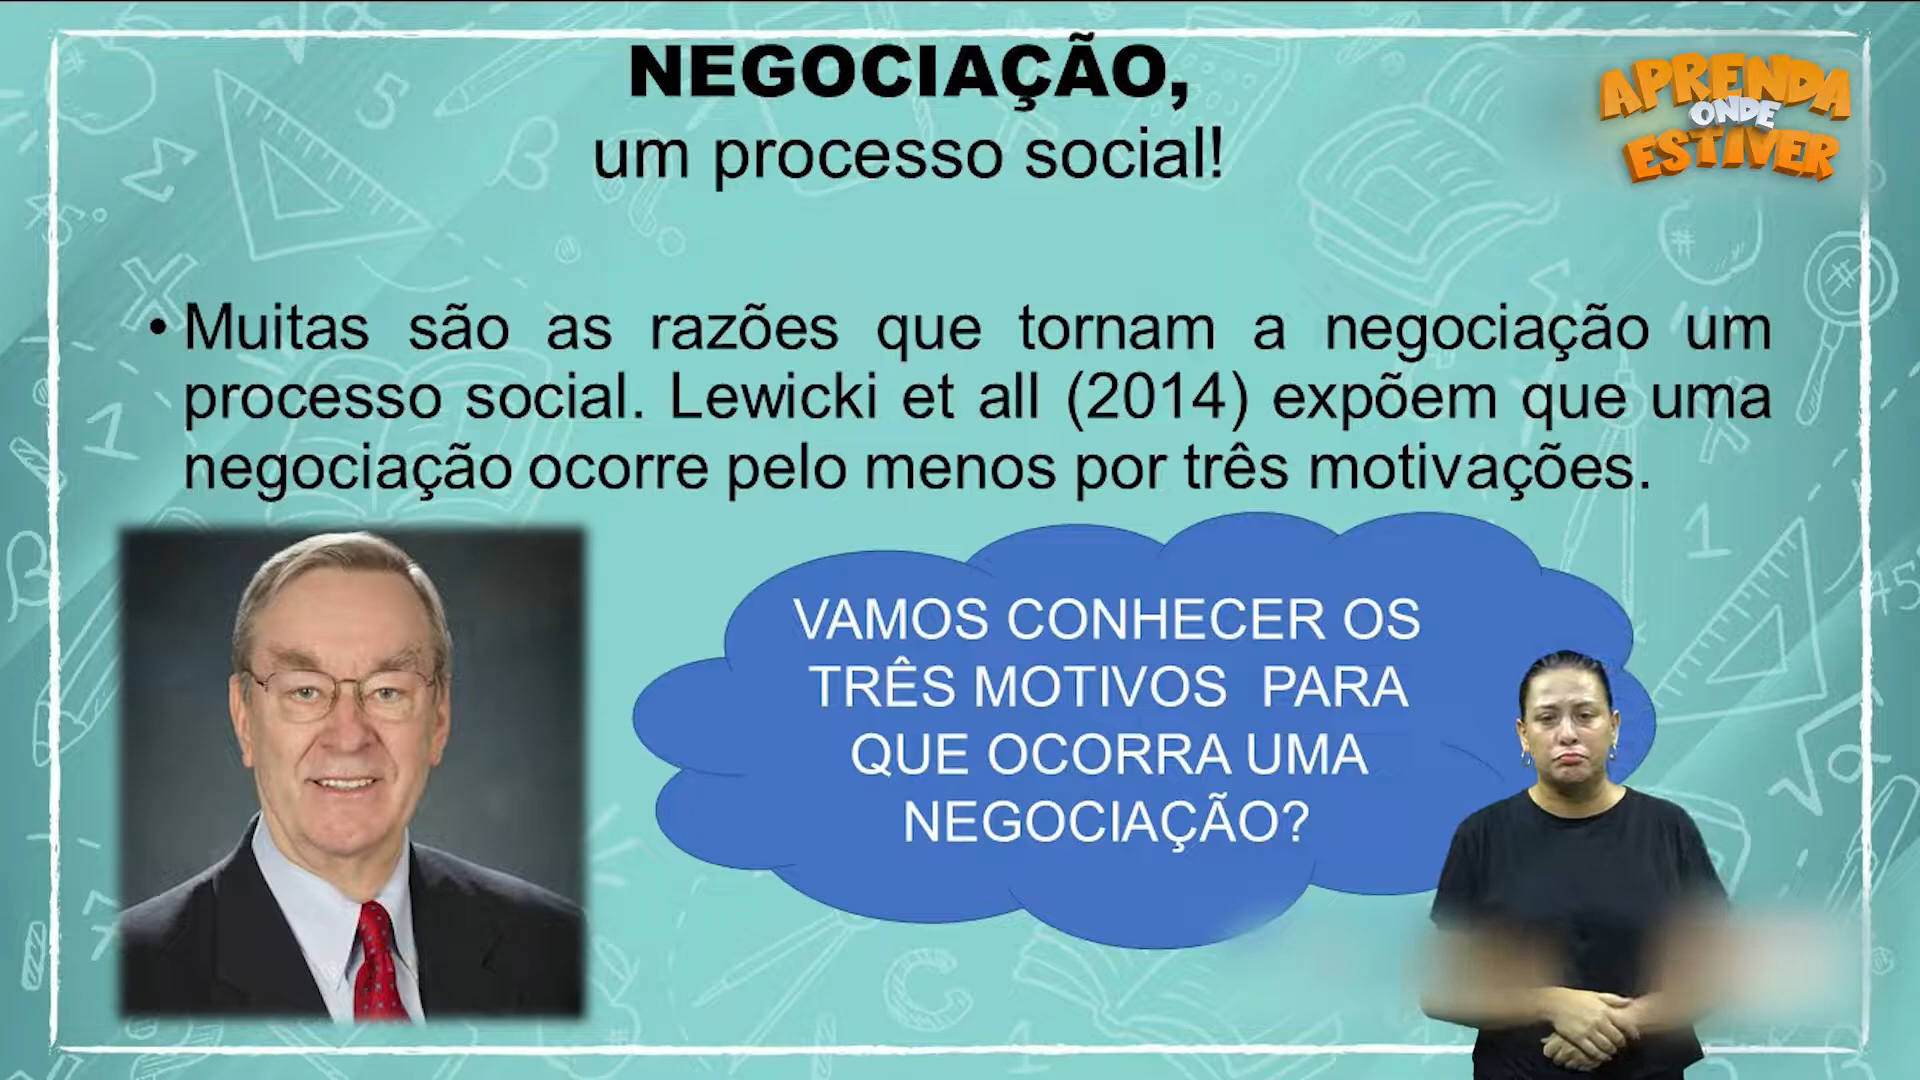 NEGOCIAÇÃO,
um processo social!
APRENDA
ONDE
ESTIVER
• Muitas são as razões que tornam a negociação um
processo social. Lewicki et all (2014) expõem que uma
negociação ocorre pelo menos por três motivações.
VAMOS CONHECER OS
TRÊS MOTIVOS PARA
QUE OCORRA UMA
NEGOCIAÇÃO?